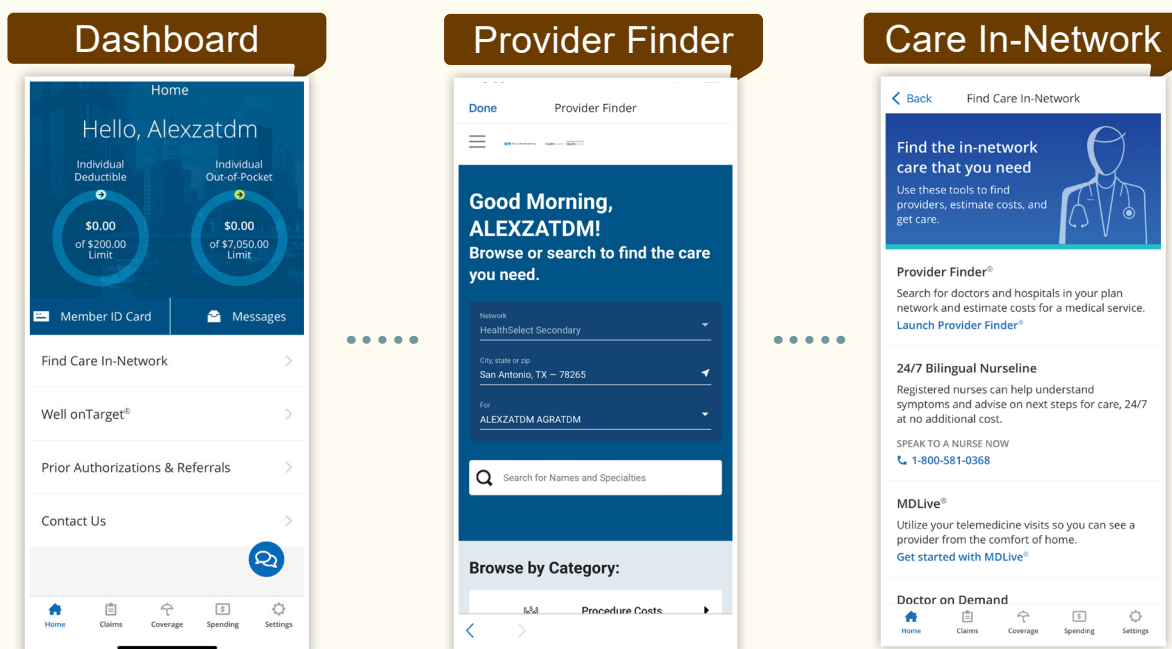 Dashboard
Home
Hello, Alexzatdm
Individual
Deductible
$0.00
of $200.00
Limit
Individual
Out-of-Pocket
$0.00
of $7,050.00
Limit
Member ID Card
Messages
Find Care In-Network
Well onTarget®
Prior Authorizations & Referrals
Contact Us
Home
Claims
Coverage
Spending
Settings
Provider Finder
Done
Provider Finder
Good Morning,
ALEXZATDM!
Browse or search to find the care
you need.
Network
HealthSelect Secondary
City, state or zip
San Antonio, TX — 78265
For
ALEXZATDM AGRATDM
Search for Names and Specialties
Browse by Category:
Procedure Costs
Care In-Network
Back
Find Care In-Network
Find the in-network
care that you need
Use these tools to find
providers, estimate costs, and
get care.
Provider Finder®
Search for doctors and hospitals in your plan
network and estimate costs for a medical service.
Launch Provider Finder®
24/7 Bilingual Nurseline
Registered nurses can help understand
symptoms and advise on next steps for care, 24/7
at no additional cost.
SPEAK TO A NURSE NOW
1-800-581-0368
MDLive®
Utilize your telemedicine visits so you can see a
provider from the comfort of home.
Get started with MDLive®
Doctor on Demand
Home
Claims
Coverage
Spending
Settings